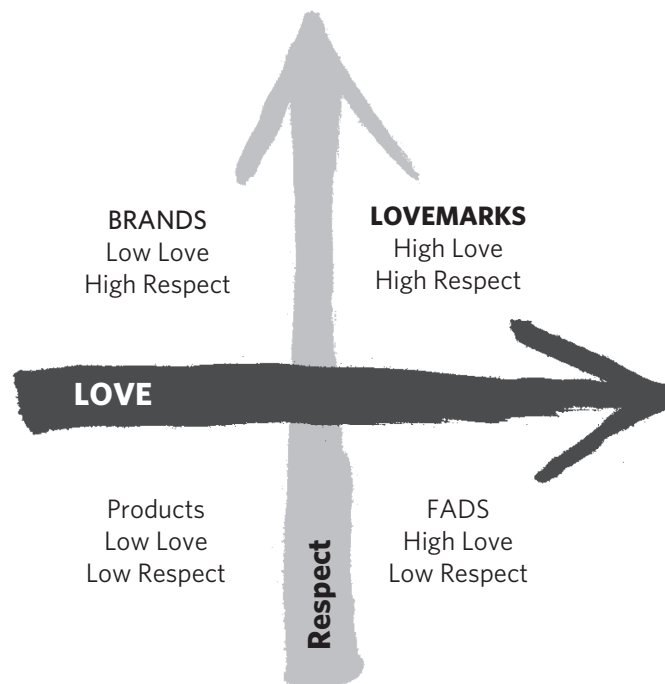 BRANDS
Low Love
High Respect
LOVEMARKS
High Love
High Respect
LOVE
Products
Low Love
Low Respect
FADS
High Love
Low Respect
Respect